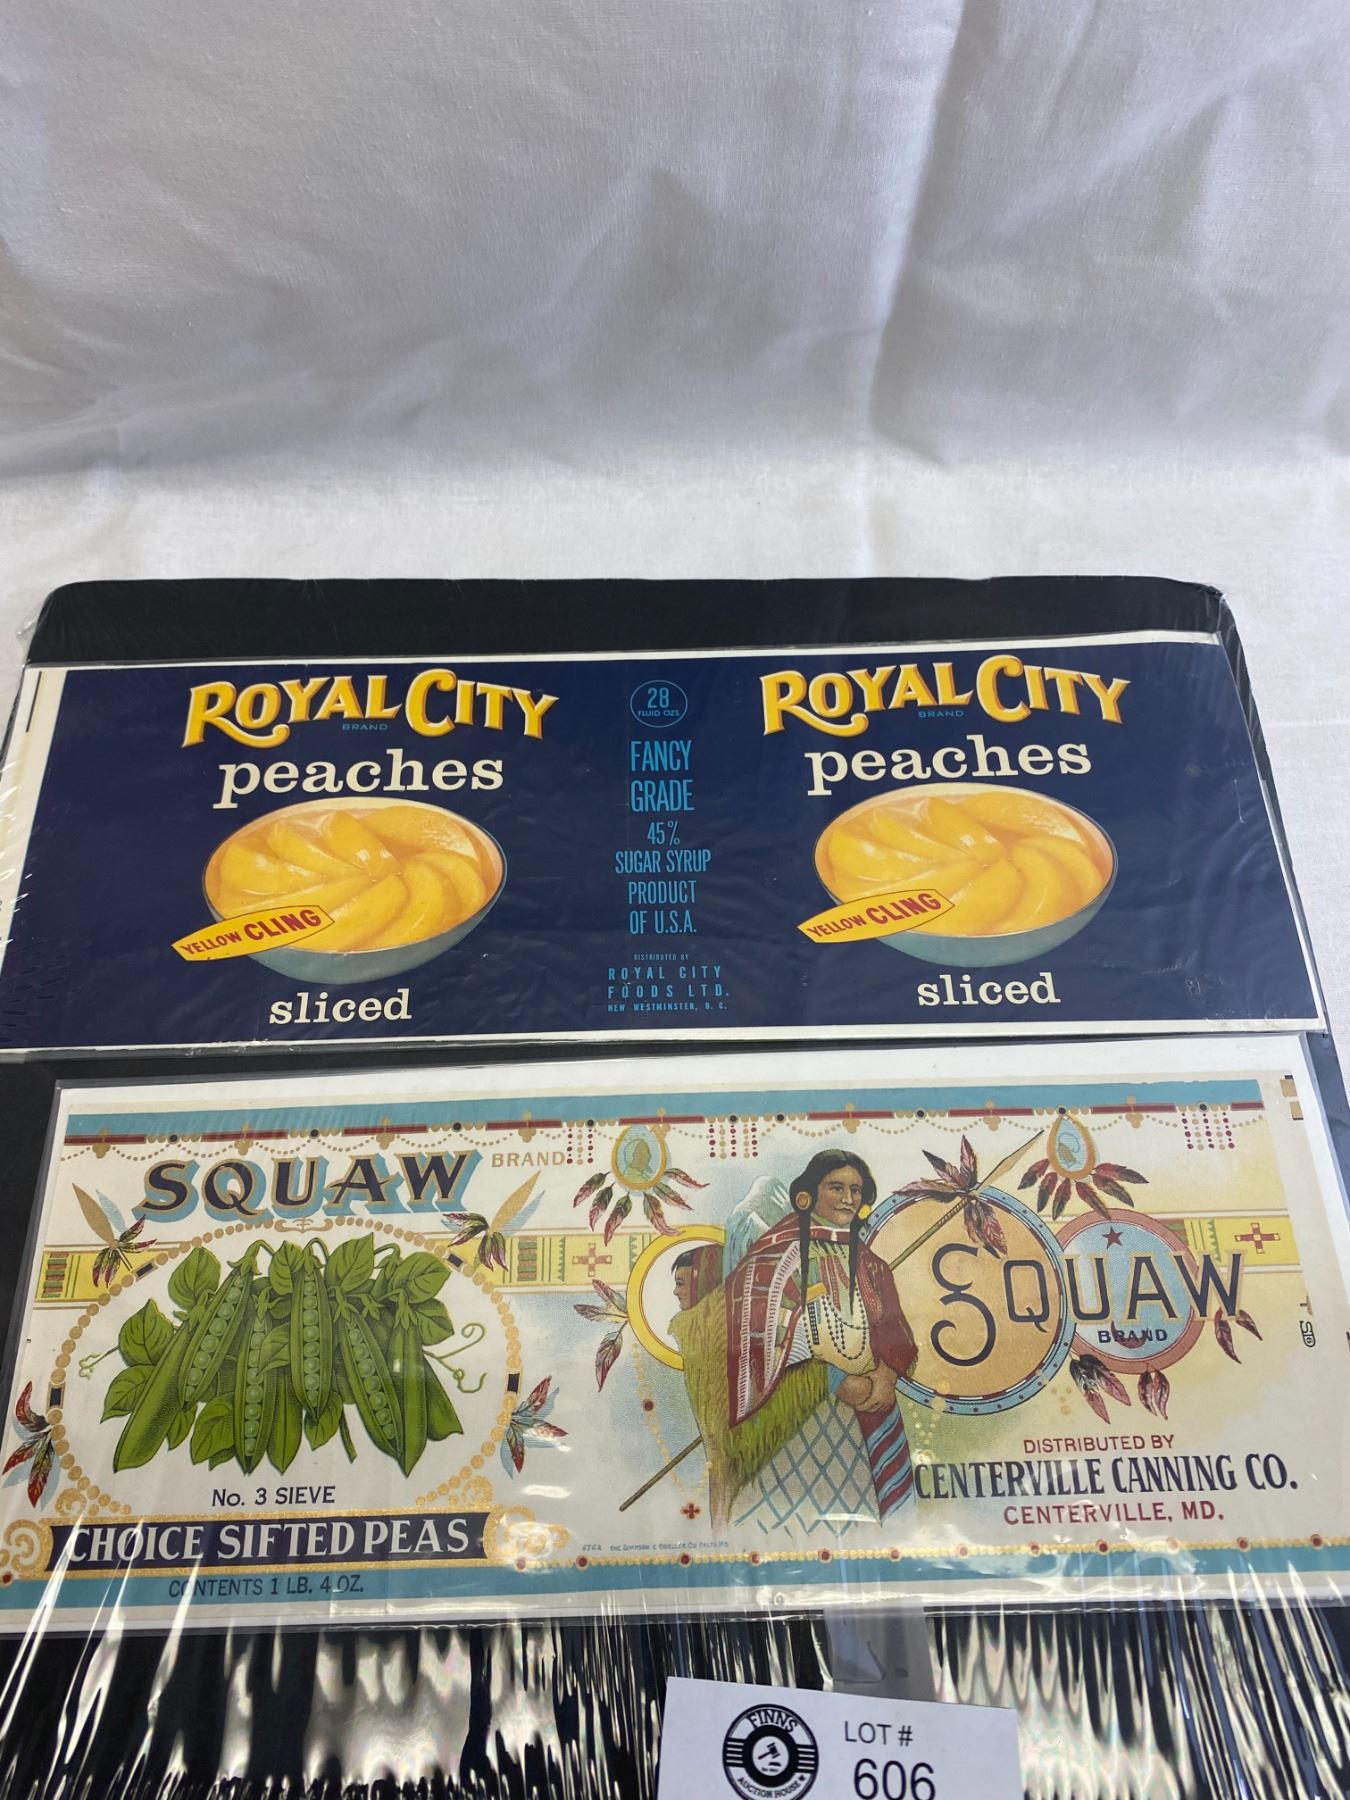 ROYAL CITY
BRAND
peaches
YELLOW CLING
sliced
28
FLUID OZS.
FANCY
GRADE
45%
SUGAR SYRUP
PRODUCT
OF U.S.A.
DISTRIBUTED BY
ROYAL CITY
FOODS LTD.
NEW WESTMINSTER, B. C.
ROYAL CITY
BRAND
peaches
YELLOW CLING
sliced
SQUAW BRAND
No. 3 SIEVE
CHOICE SIFTED PEAS
CONTENTS 1 LB. 4 OZ.
SQUAW
BRAND
DISTRIBUTED BY
CENTERVILLE CANNING CO.
CENTERVILLE, MD.
FINNS
AUCTION HOUSE
LOT #
606